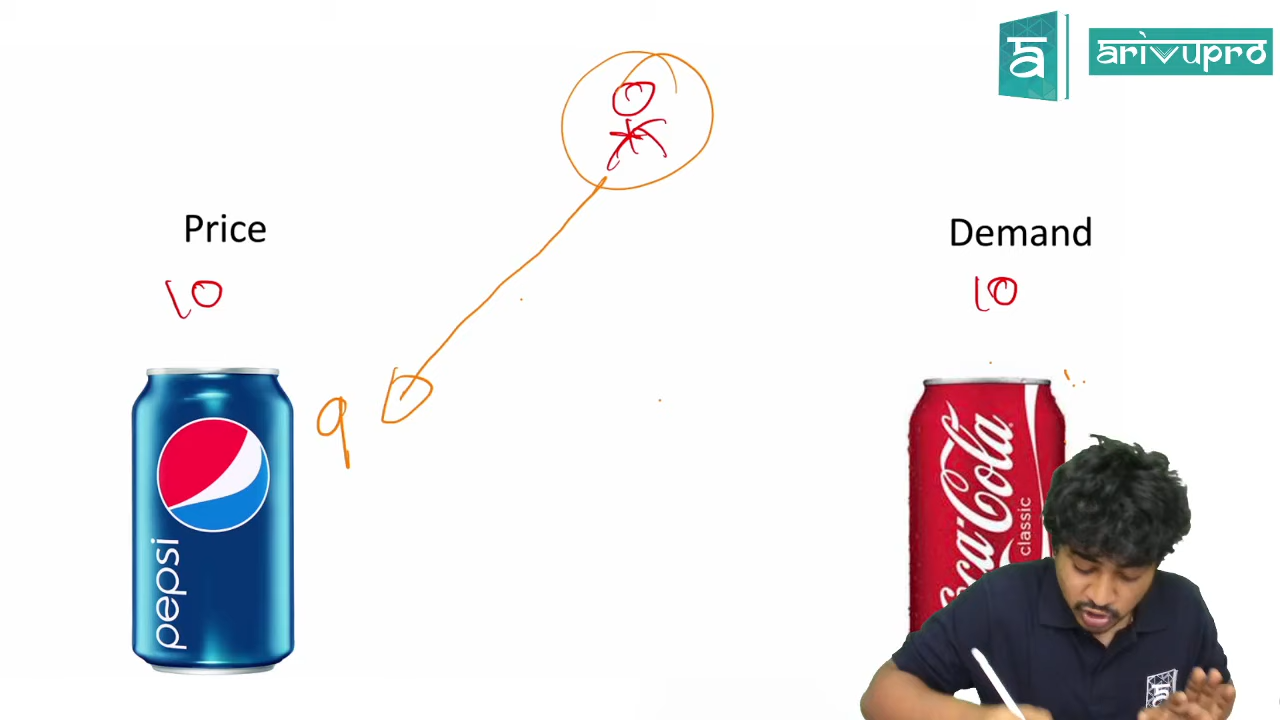 arivupro
Price
Demand
10
10
9
pepsi
Coca-Cola
classic